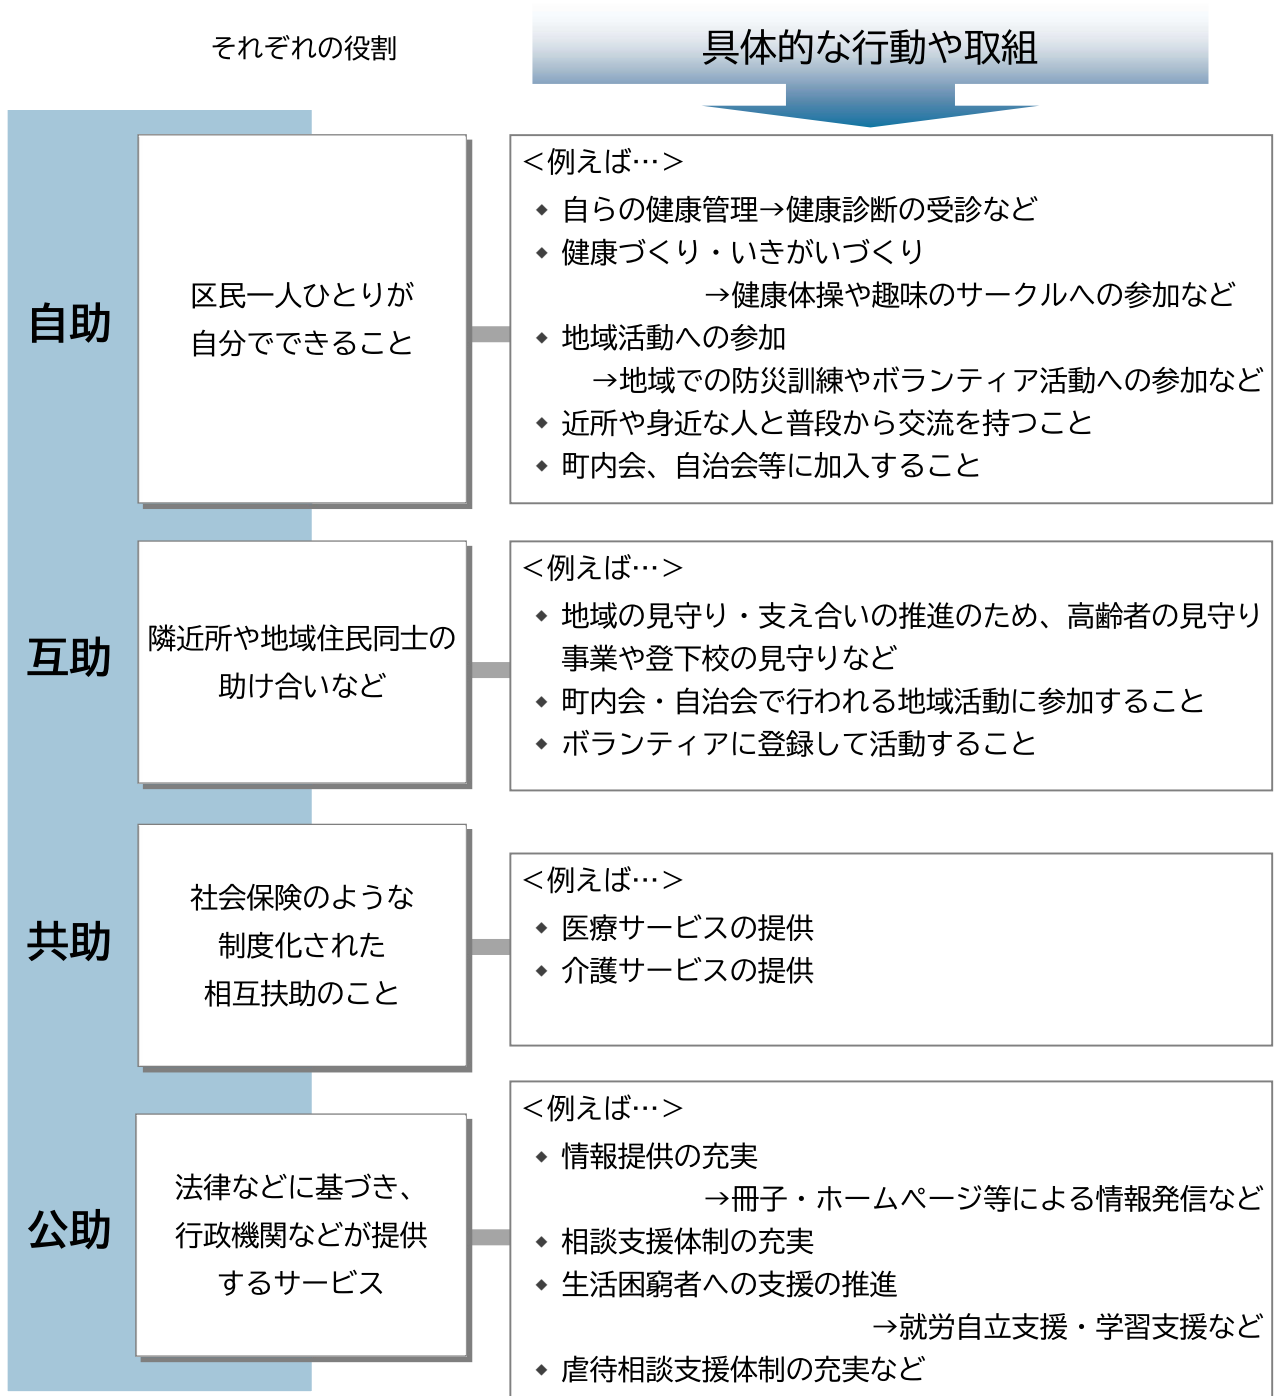 それぞれの役割
具体的な行動や取組
自助
区民一人ひとりが
自分でできること
＜例えば…＞
◆ 自らの健康管理→健康診断の受診など
◆ 健康づくり・いきがいづくり
→健康体操や趣味のサークルへの参加など
◆ 地域活動への参加
→地域での防災訓練やボランティア活動への参加など
◆ 近所や身近な人と普段から交流を持つこと
◆ 町内会、自治会等に加入すること
互助
隣近所や地域住民同士の
助け合いなど
＜例えば…＞
◆ 地域の見守り・支え合いの推進のため、高齢者の見守り
事業や登下校の見守りなど
◆ 町内会・自治会で行われる地域活動に参加すること
◆ ボランティアに登録して活動すること
共助
社会保険のような
制度化された
相互扶助のこと
＜例えば…＞
◆ 医療サービスの提供
◆ 介護サービスの提供
公助
法律などに基づき、
行政機関などが提供
するサービス
＜例えば…＞
◆ 情報提供の充実
→冊子・ホームページ等による情報発信など
◆ 相談支援体制の充実
◆ 生活困窮者への支援の推進
→就労自立支援・学習支援など
◆ 虐待相談支援体制の充実など